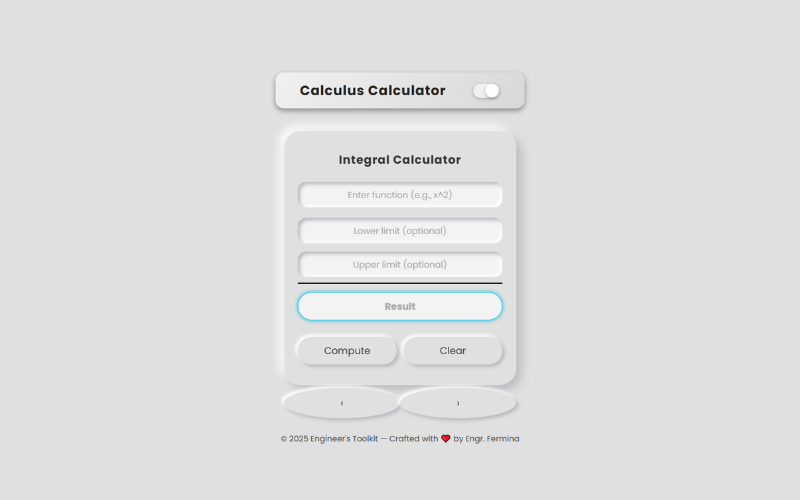 Calculus Calculator
Integral Calculator
Enter function (e.g., x^2)
Lower limit (optional)
Upper limit (optional)
Result
Compute Clear
‹ ›
© 2025 Engineer's Toolkit — Crafted with ❤️ by Engr. Fermina